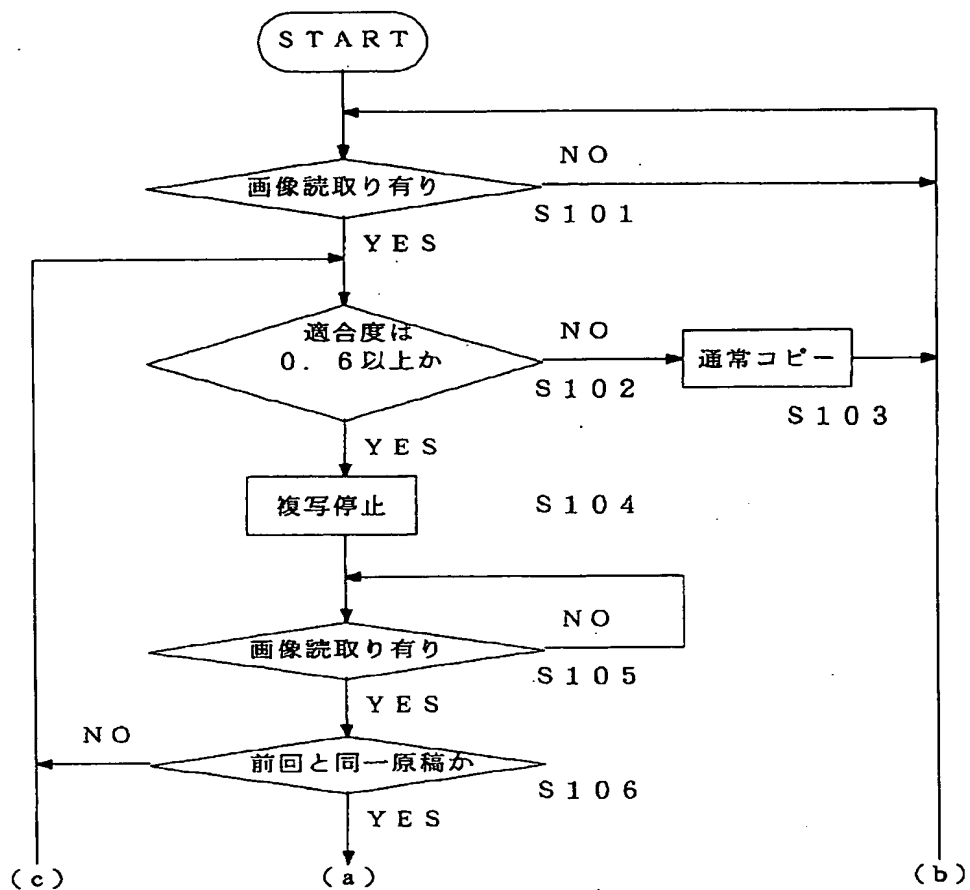 ＳＴＡＲＴ
ＮＯ
画像読取り有り
Ｓ１０１
ＹＥＳ
適合度は
０．６以上か
ＮＯ
Ｓ１０２
通常コピー
Ｓ１０３
ＹＥＳ
複写停止
Ｓ１０４
ＮＯ
画像読取り有り
Ｓ１０５
ＹＥＳ
ＮＯ
前回と同一原稿か
Ｓ１０６
ＹＥＳ
（ｃ）
（ａ）
（ｂ）